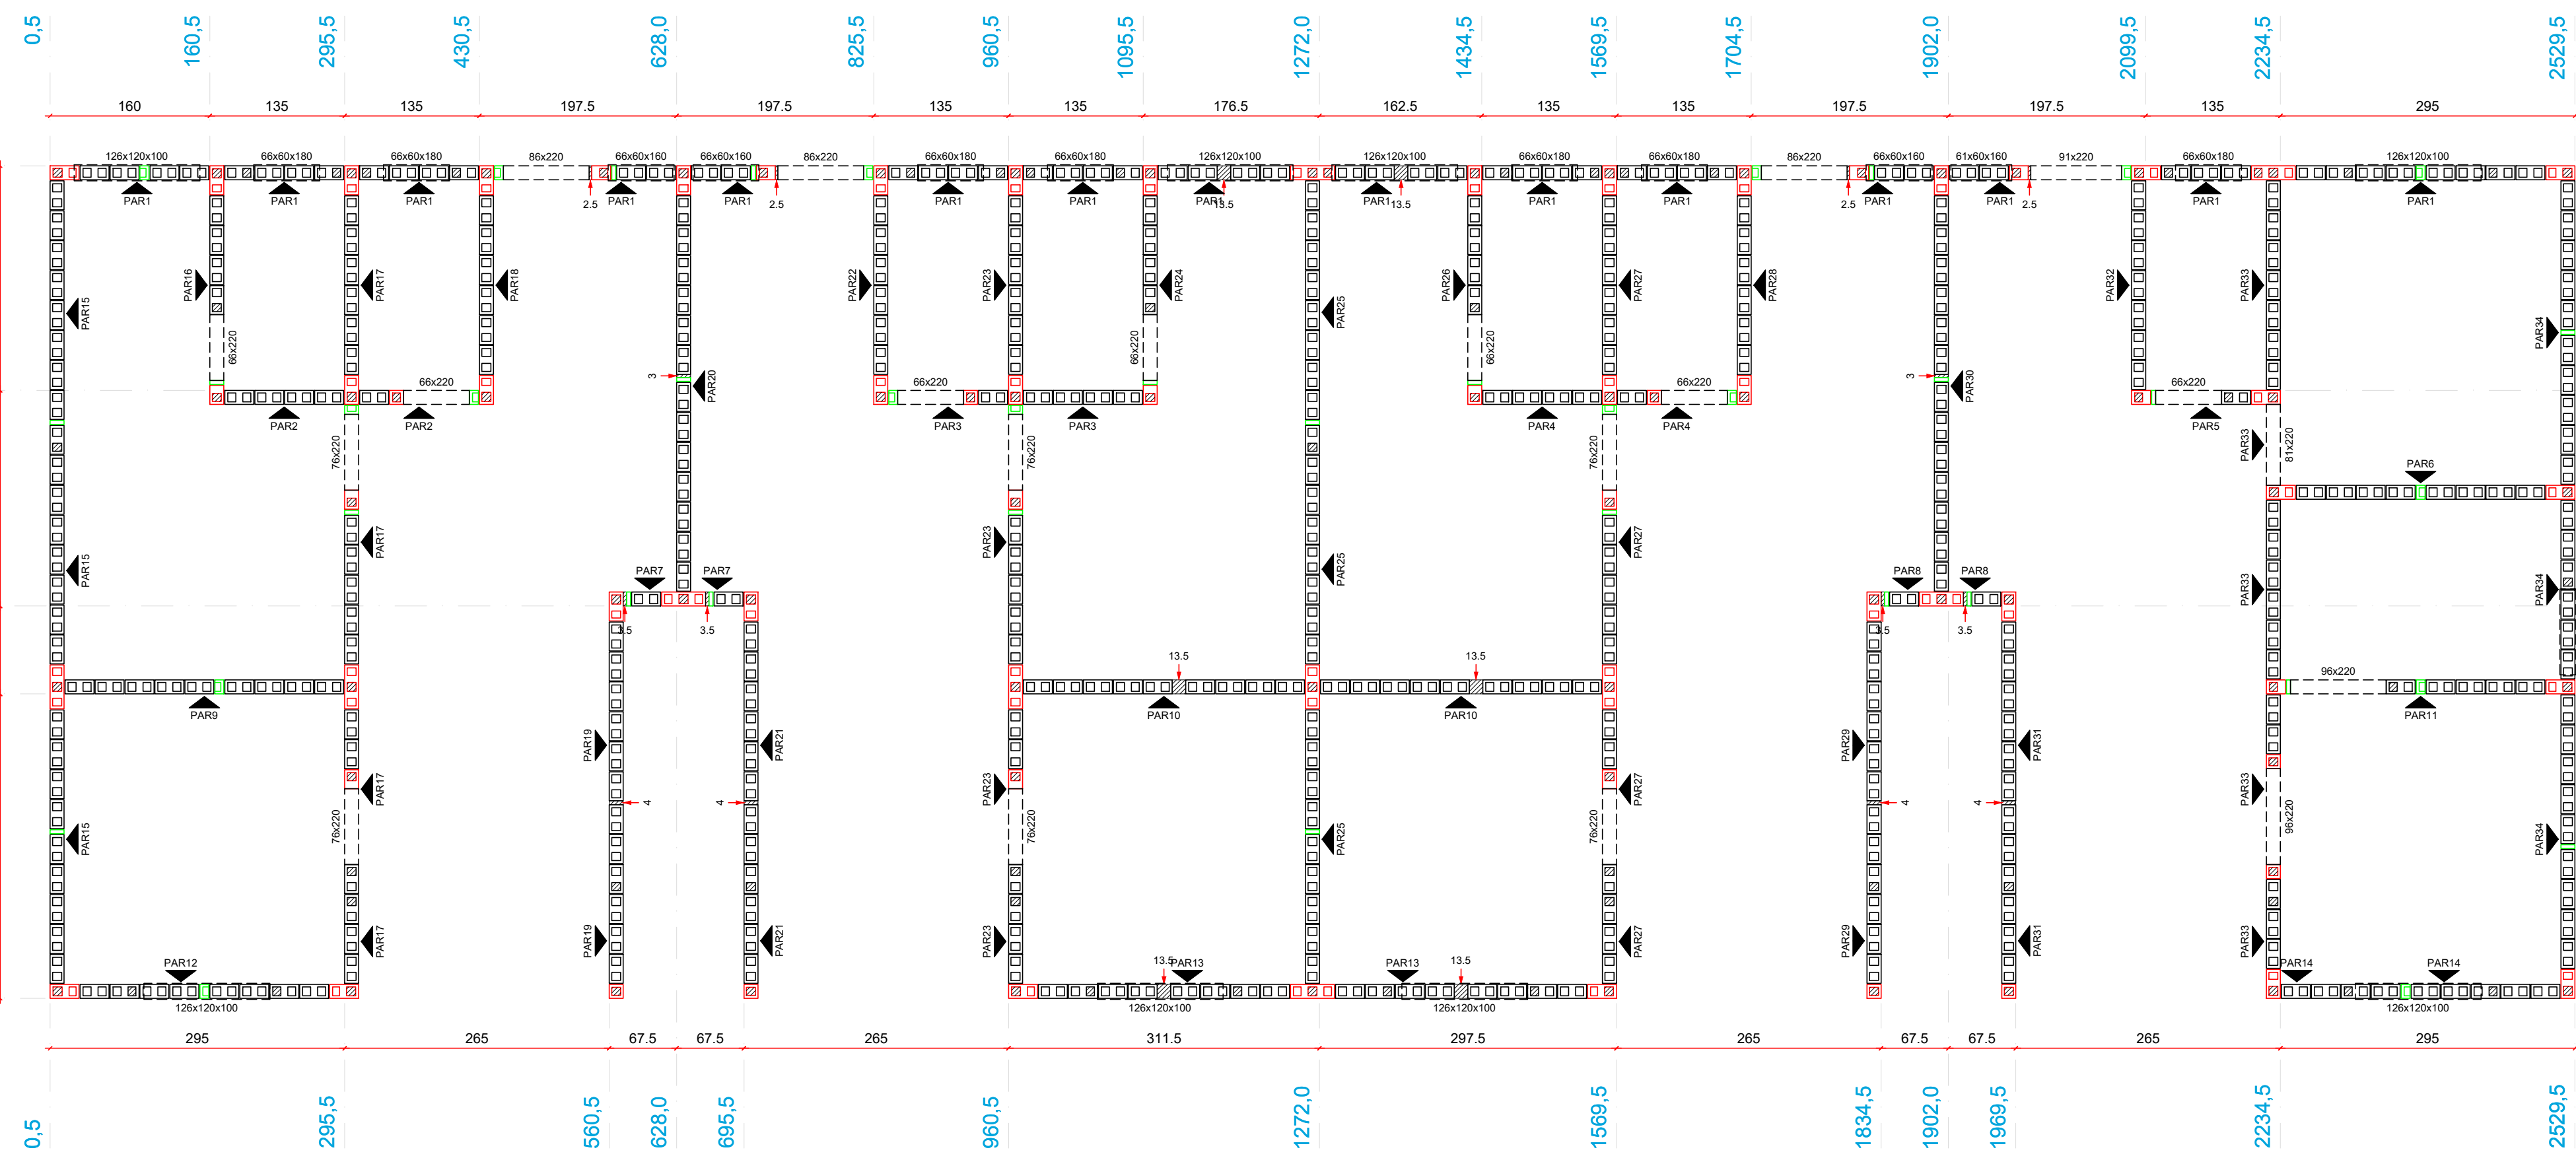 0,5 160,5 295,5 430,5 628,0 825,5 960,5 1095,5 1272,0 1434,5 1569,5 1704,5 1902,0 2099,5 2234,5 2529,5
160 135 135 197.5 197.5 135 135 176.5 162.5 135 135 197.5 197.5 135 295
126x120x100 66x60x180 66x60x180 86x220 66x60x160 66x60x160 86x220 66x60x180 66x60x180 126x120x100 126x120x100 66x60x180 66x60x180 86x220 66x60x160 61x60x160 91x220 66x60x180 126x120x100
PAR1 PAR1 PAR1 2.5 PAR1 PAR1 2.5 PAR1 PAR1 PAR1 13.5 PAR1 13.5 PAR1 PAR1 2.5 PAR1 PAR1 2.5 PAR1 PAR1
PAR16 PAR17 PAR18 PAR22 PAR23 PAR24 PAR26 PAR27 PAR28 PAR32 PAR33
PAR15 PAR25 PAR34
66x220 66x220 66x220
3 PAR20 3 PAR30
66x220 66x220 66x220 66x220
PAR2 PAR2 PAR3 PAR3 PAR4 PAR4 PAR5
76x220 76x220 76x220 PAR33 81x220
PAR6
PAR17 PAR23 PAR27
PAR15 PAR25 PAR33 PAR34
PAR7 PAR7 PAR8 PAR8
3.5 3.5 3.5 3.5
13.5 13.5
96x220
PAR9 PAR10 PAR10 PAR11
PAR19 PAR21 PAR29 PAR31
PAR17 PAR23 PAR27 PAR33
4 4 4 4
76x220 76x220 76x220 96x220
PAR15 PAR25 PAR34
PAR17 PAR19 PAR21 PAR23 PAR27 PAR29 PAR31 PAR33
PAR12 13.5 PAR13 PAR13 13.5 PAR14 PAR14
126x120x100 126x120x100 126x120x100 126x120x100
295 265 67.5 67.5 265 311.5 297.5 265 67.5 67.5 265 295
0,5 295,5 560,5 628,0 695,5 960,5 1272,0 1569,5 1834,5 1902,0 1969,5 2234,5 2529,5